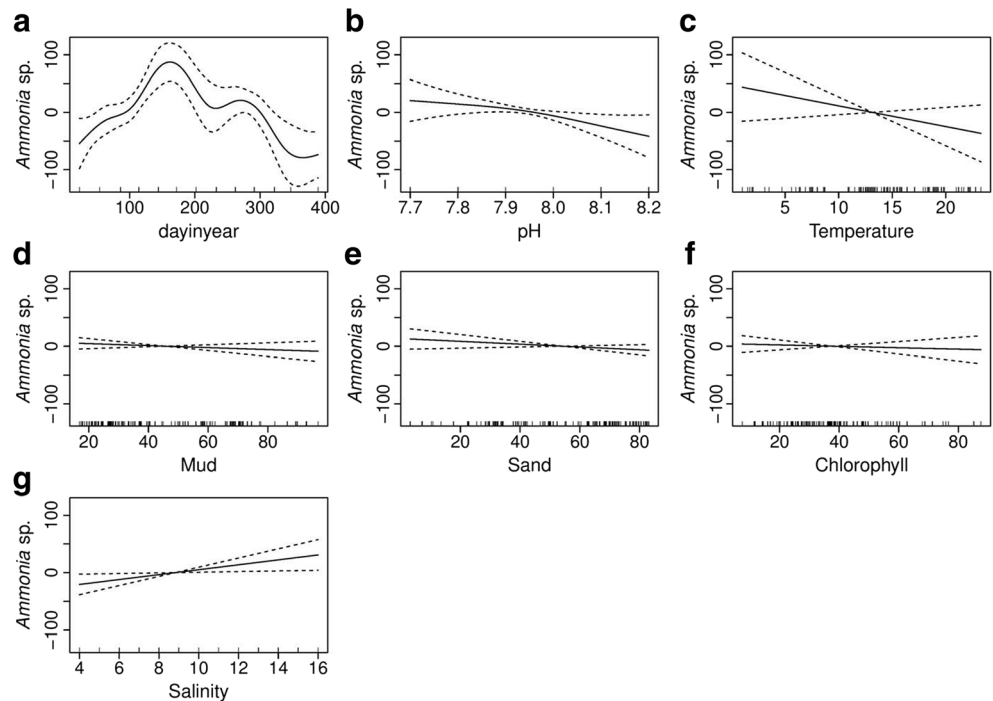 a
Ammonia sp.
100
0
−100
100 200 300 400
dayinyear
b
Ammonia sp.
100
0
−100
7.7 7.8 7.9 8.0 8.1 8.2
pH
c
Ammonia sp.
100
0
−100
5 10 15 20
Temperature
d
Ammonia sp.
100
0
−100
20 40 60 80
Mud
e
Ammonia sp.
100
0
−100
20 40 60 80
Sand
f
Ammonia sp.
100
0
−100
20 40 60 80
Chlorophyll
g
Ammonia sp.
100
0
−100
4 6 8 10 12 14 16
Salinity